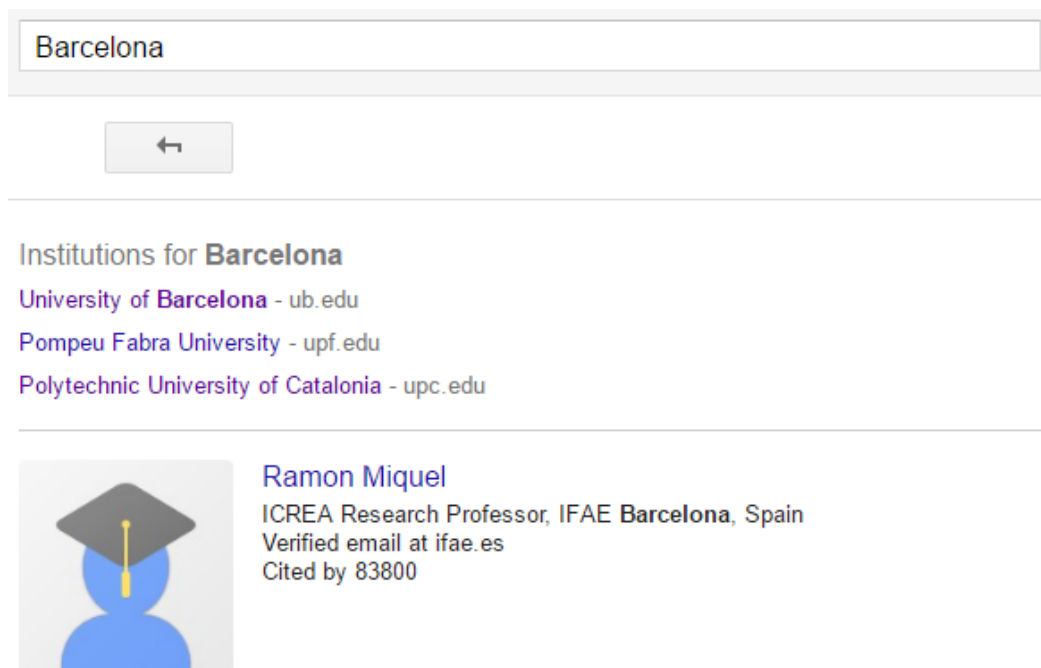 Barcelona
Institutions for Barcelona
University of Barcelona - ub.edu
Pompeu Fabra University - upf.edu
Polytechnic University of Catalonia - upc.edu
Ramon Miquel
ICREA Research Professor, IFAE Barcelona, Spain
Verified email at ifae.es
Cited by 83800